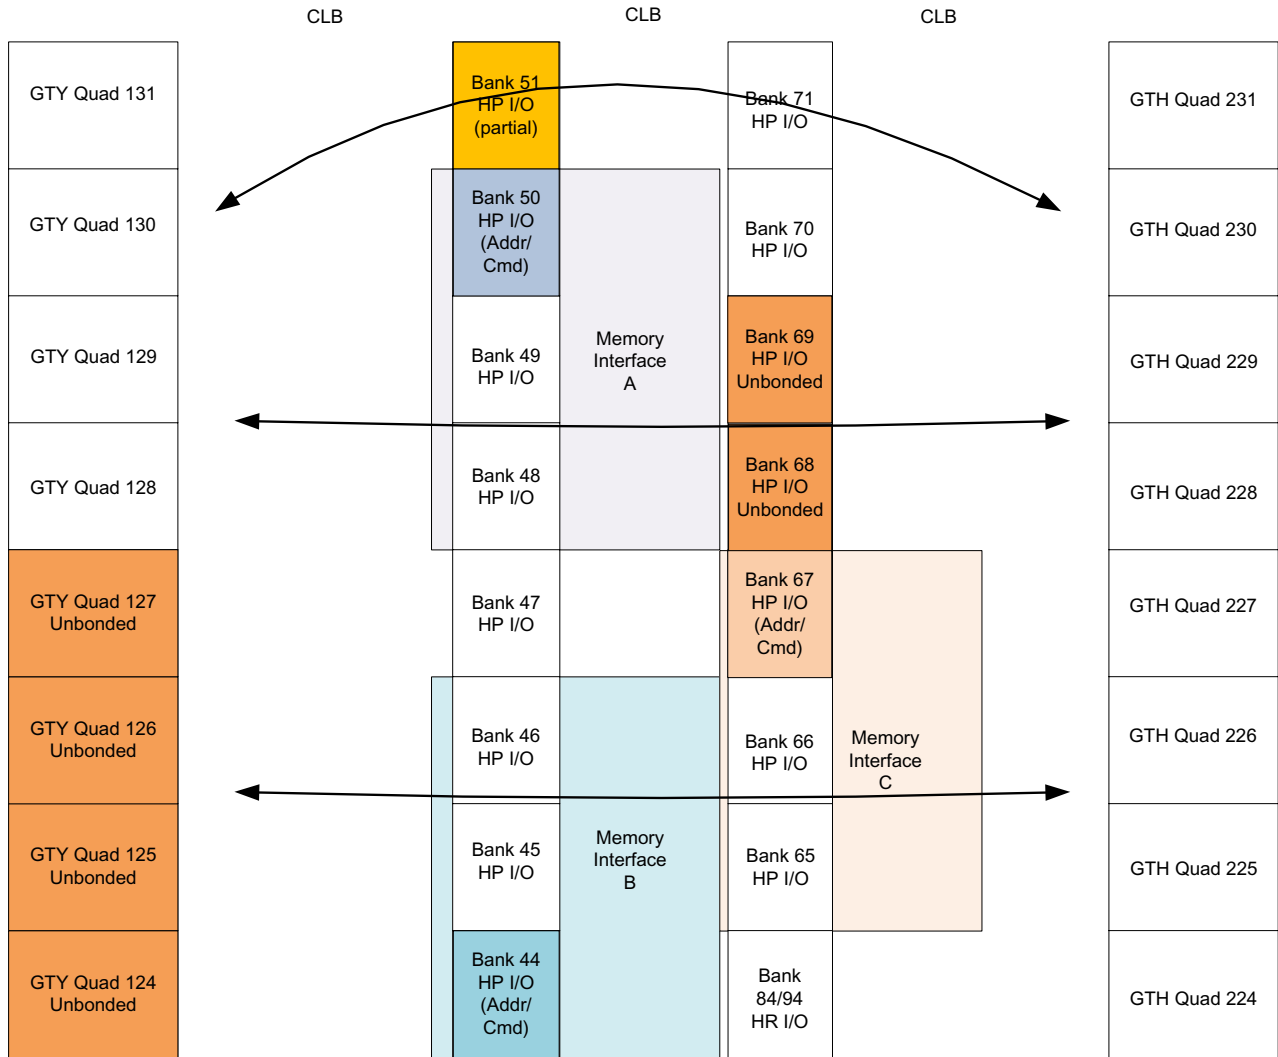 CLB
CLB
CLB
GTY Quad 131
Bank 51
HP I/O
(partial)
Bank 71
HP I/O
GTH Quad 231
GTY Quad 130
Bank 50
HP I/O
(Addr/
Cmd)
Bank 70
HP I/O
GTH Quad 230
GTY Quad 129
Bank 49
HP I/O
Memory
Interface
A
Bank 69
HP I/O
Unbonded
GTH Quad 229
GTY Quad 128
Bank 48
HP I/O
Bank 68
HP I/O
Unbonded
GTH Quad 228
GTY Quad 127
Unbonded
Bank 47
HP I/O
Bank 67
HP I/O
(Addr/
Cmd)
GTH Quad 227
GTY Quad 126
Unbonded
Bank 46
HP I/O
Bank 66
HP I/O
Memory
Interface
C
GTH Quad 226
GTY Quad 125
Unbonded
Bank 45
HP I/O
Memory
Interface
B
Bank 65
HP I/O
GTH Quad 225
GTY Quad 124
Unbonded
Bank 44
HP I/O
(Addr/
Cmd)
Bank
84/94
HR I/O
GTH Quad 224